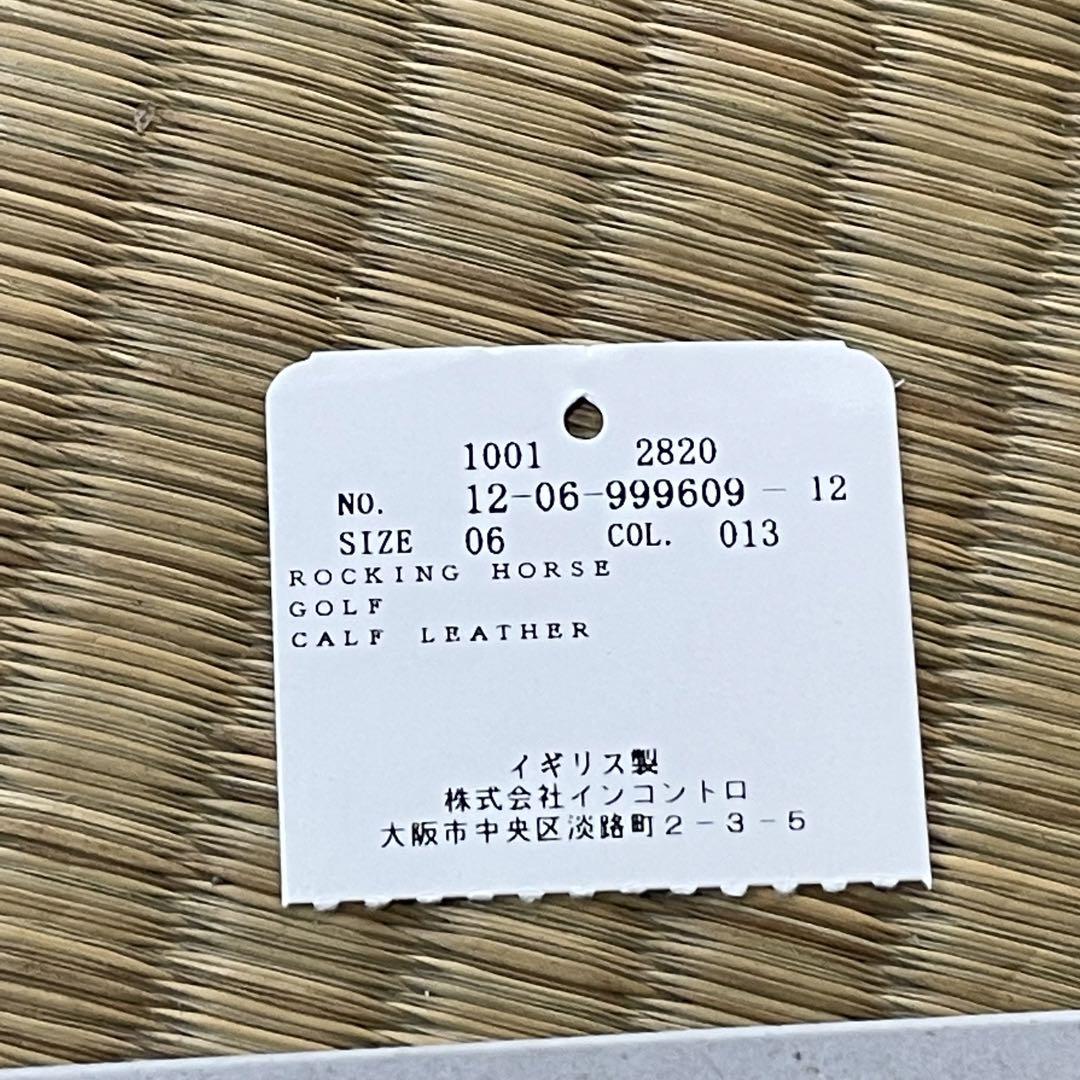 1001 2820
NO. 12-06-999609 - 12
SIZE 06 COL. 013
ROCKING HORSE
GOLF
CALF LEATHER
イギリス製
株式会社インコントロ
大阪市中央区淡路町2-3-5